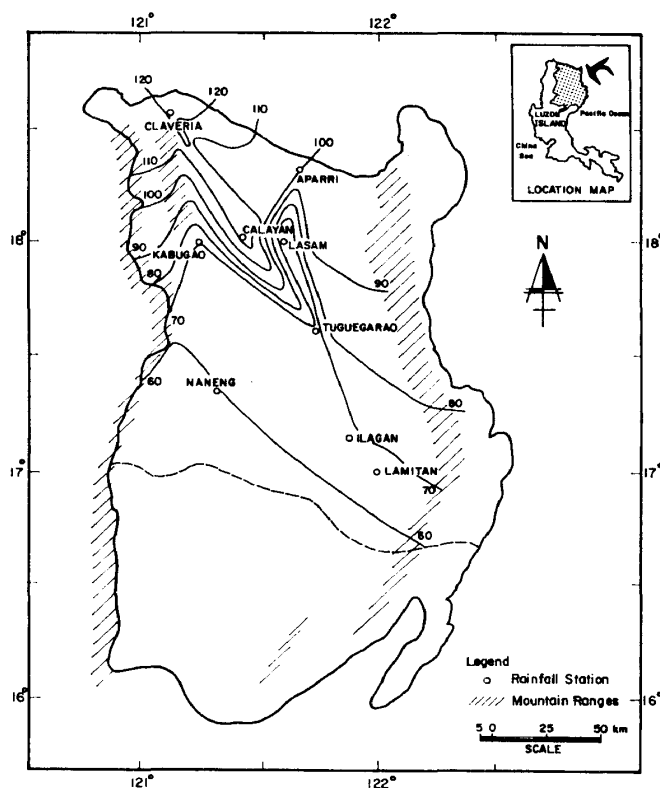 121°
122°
120
120
110
CLAVERIA
100
APARRI
110
100
CALAYAN
LASAM
18°
18°
90
KABUGAO
80
90
70
TUGUEGARAO
60
NANENG
80
ILAGAN
17°
LAMITAN
17°
70
60
16°
16°
121°
122°
LUZON
ISLAND
Pacific Ocean
China
Sea
LOCATION MAP
N
Legend
Rainfall Station
Mountain Ranges
5 0 25 50 km
SCALE